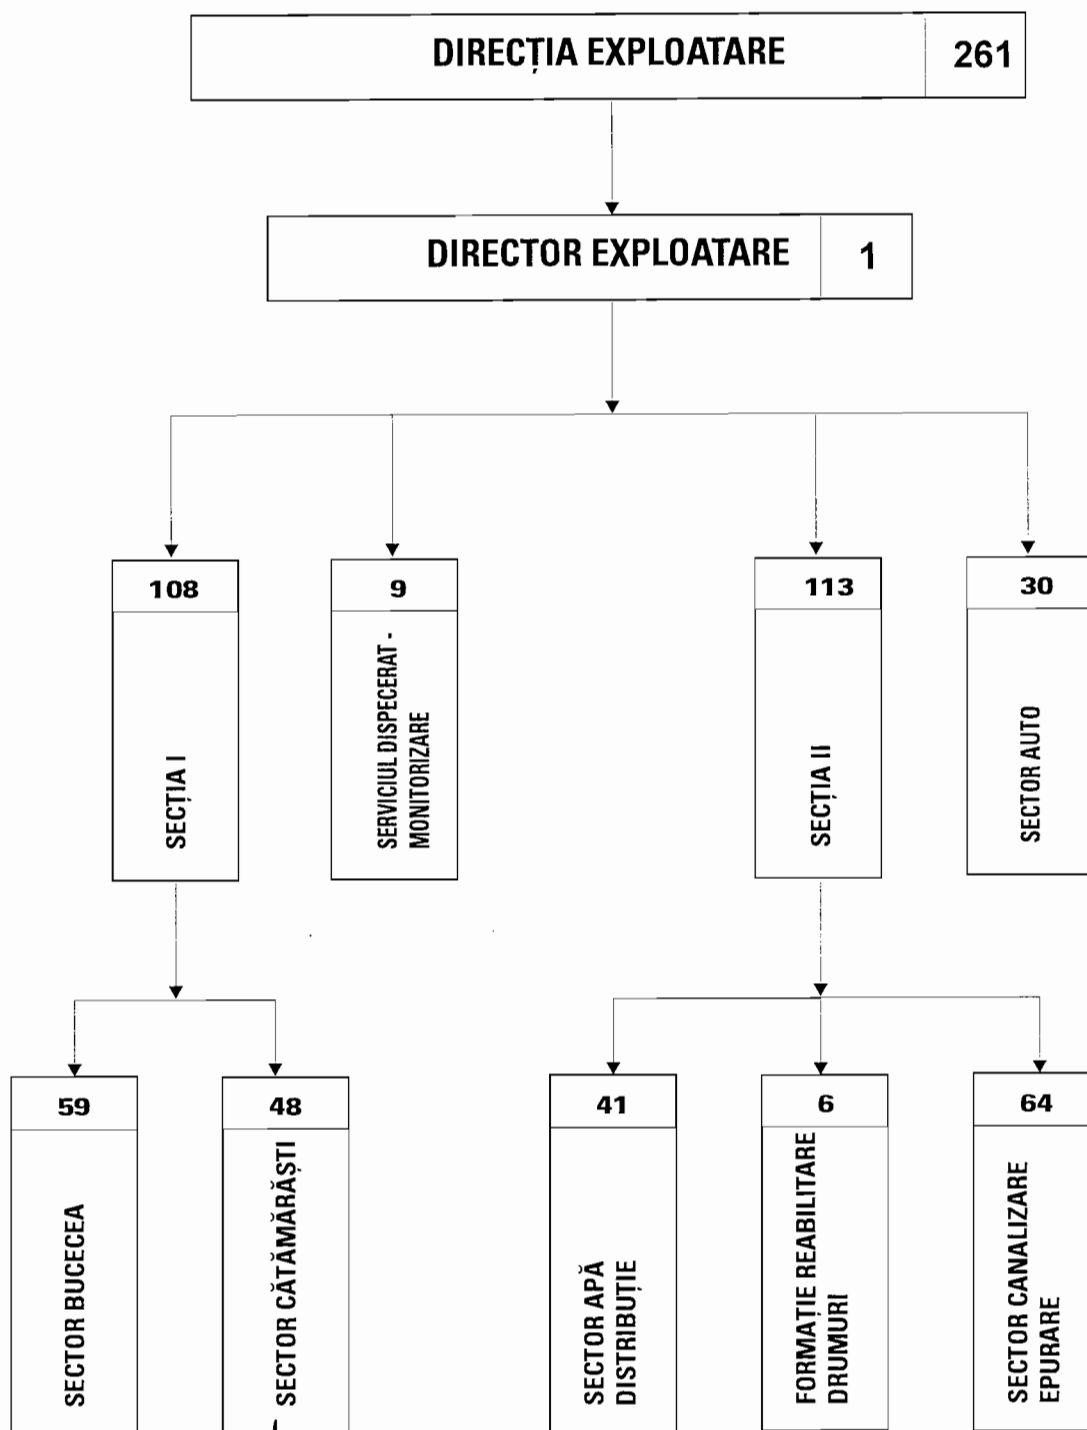 DIRECȚIA EXPLOATARE 261
DIRECTOR EXPLOATARE 1
108
SECȚIA I
9
SERVICIUL DISPECERAT -
MONITORIZARE
113
SECȚIA II
30
SECTOR AUTO
59
SECTOR BUCECEA
48
SECTOR CĂTĂMĂRĂȘTI
41
SECTOR APĂ
DISTRIBUȚIE
6
FORMAȚIE REABILITARE
DRUMURI
64
SECTOR CANALIZARE
EPURARE